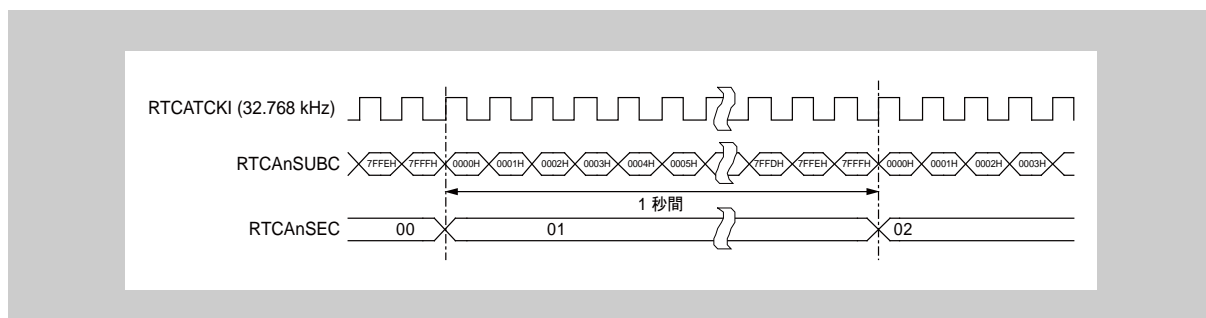 RTCATCKI (32.768 kHz)
RTCAnSUBC 7FFEH 7FFFH 0000H 0001H 0002H 0003H 0004H 0005H 7FFDH 7FFEH 7FFFH 0000H 0001H 0002H 0003H
1 秒間
RTCAnSEC 00 01 02